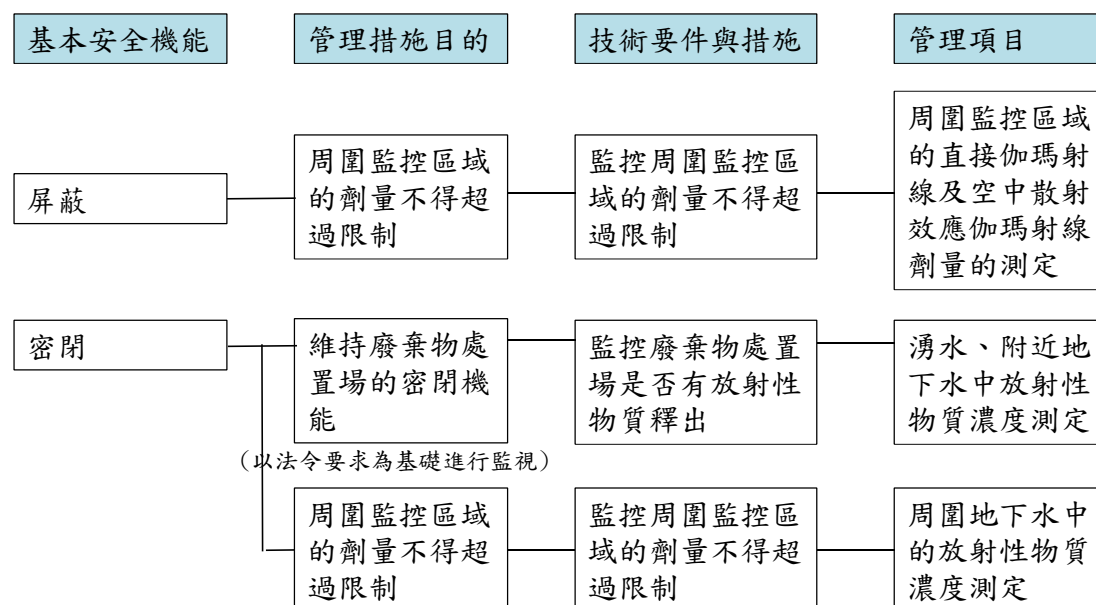 基本安全機能
管理措施目的
技術要件與措施
管理項目
屏蔽
周圍監控區域
的劑量不得超
過限制
監控周圍監控區
域的劑量不得超
過限制
周圍監控區域
的直接伽瑪射
線及空中散射
效應伽瑪射線
劑量的測定
密閉
維持廢棄物處
置場的密閉機
能
監控廢棄物處置
場是否有放射性
物質釋出
湧水、附近地
下水中放射性
物質濃度測定
(以法令要求為基礎進行監視)
周圍監控區域
的劑量不得超
過限制
監控周圍監控區
域的劑量不得超
過限制
周圍地下水中
的放射性物質
濃度測定